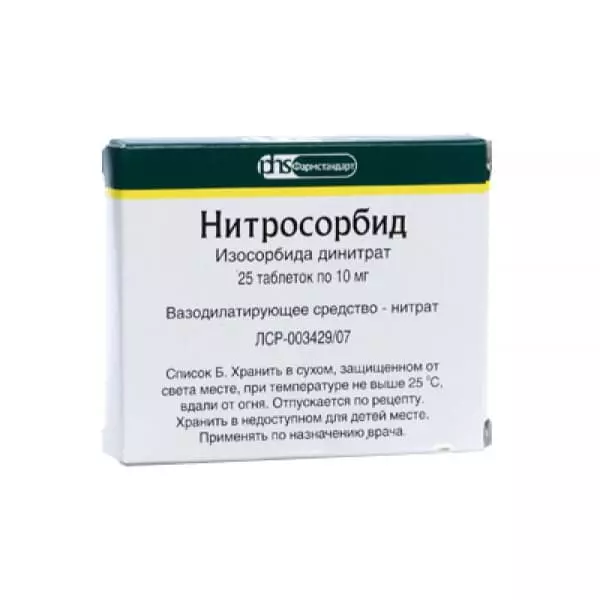 phs Фармстандарт
Нитросорбид
Изосорбида динитрат
25 таблеток по 10 мг
Вазодилатирующее средство - нитрат
ЛСР-003429/07
Список Б. Хранить в сухом, защищенном от
света месте, при температуре не выше 25 °С,
вдали от огня. Отпускается по рецепту.
Хранить в недоступном для детей месте.
Применять по назначению врача.